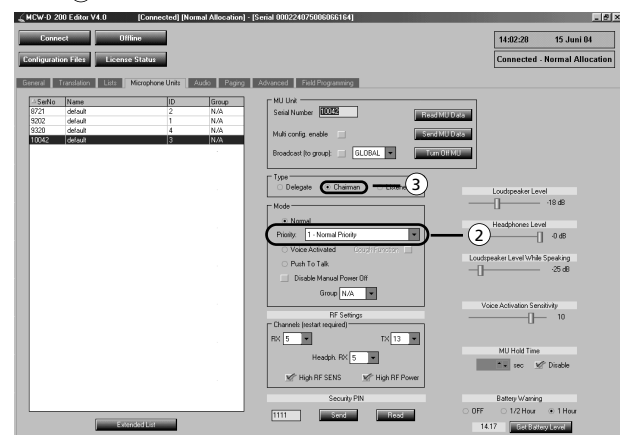 MCW-D 200 Editor V4.0 [Connected] [Normal Allocation] - [Serial 000224075006066164]
Connect Offline
14:02:28 15 Juni 04
Configuration Files License Status
Connected - Normal Allocation
General Translation Lists Microphone Units Audio Paging Advanced Field Programming
SerNo Name ID Group
8721 default 2 N/A
9202 default 1 N/A
9320 default 4 N/A
10042 default 3 N/A
MU Unit
Serial Number 10042 Read MU Data
Multi config. enable Send MU Data
Broadcast (to group): GLOBAL Turn Off MU
Type
Delegate Chairman 3
Mode
Normal
Priority: 1 - Normal Priority 2
Voice Activated Cough Function
Push To Talk
Disable Manual Power Off
Group N/A
RF Settings
Channels (restart required)
RX 5 TX 13
Headph. RX 5
High RF SENS High RF Power
Security PIN
1111 Send Read
Loudspeaker Level
-18 dB
Headphones Level
-0 dB
Loudspeaker Level While Speaking
-25 dB
Voice Activation Sensitivity
10
MU Hold Time
sec Disable
Battery Warning
OFF 1/2 Hour 1 Hour
14.17 Get Battery Level
Extended List